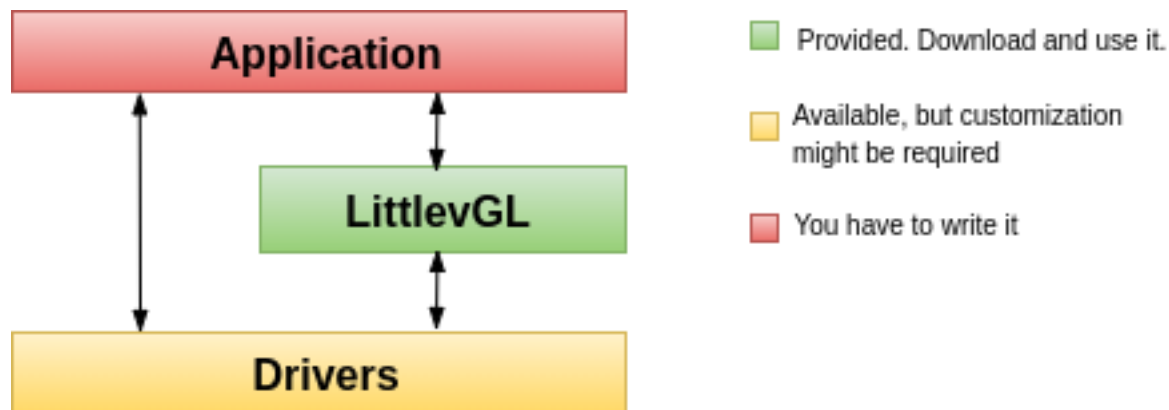 Application
LittlevGL
Drivers
Provided. Download and use it.
Available, but customization
might be required
You have to write it